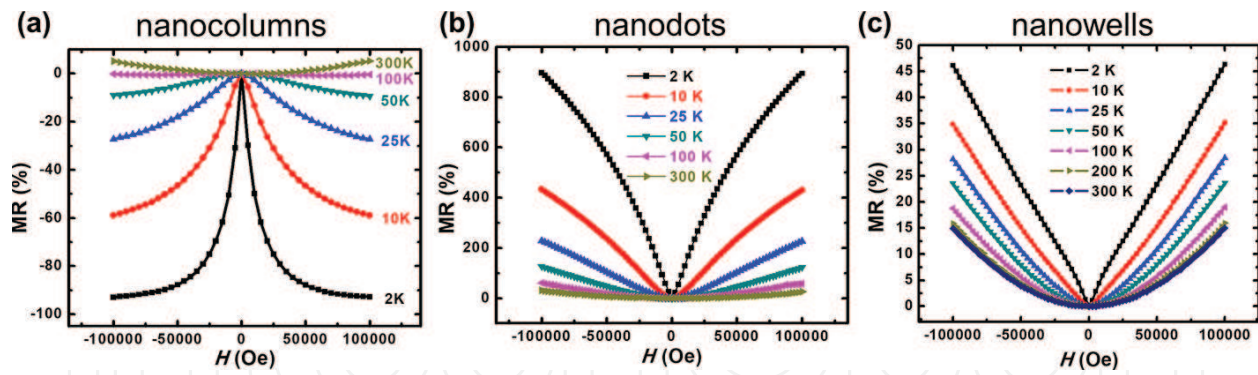 (a) nanocolumns
0
-20
-40
-60
-80
-100
MR (%)
300K
100K
50K
25K
10K
2K
-100000 -50000 0 50000 100000
H (Oe)
(b) nanodots
1000
800
600
400
200
0
MR (%)
2 K
10 K
25 K
50 K
100 K
300 K
-100000 -50000 0 50000 100000
H (Oe)
(c) nanowells
50
45
40
35
30
25
20
15
10
5
0
MR (%)
2 K
10 K
25 K
50 K
100 K
200 K
300 K
-100000 -50000 0 50000 100000
H (Oe)